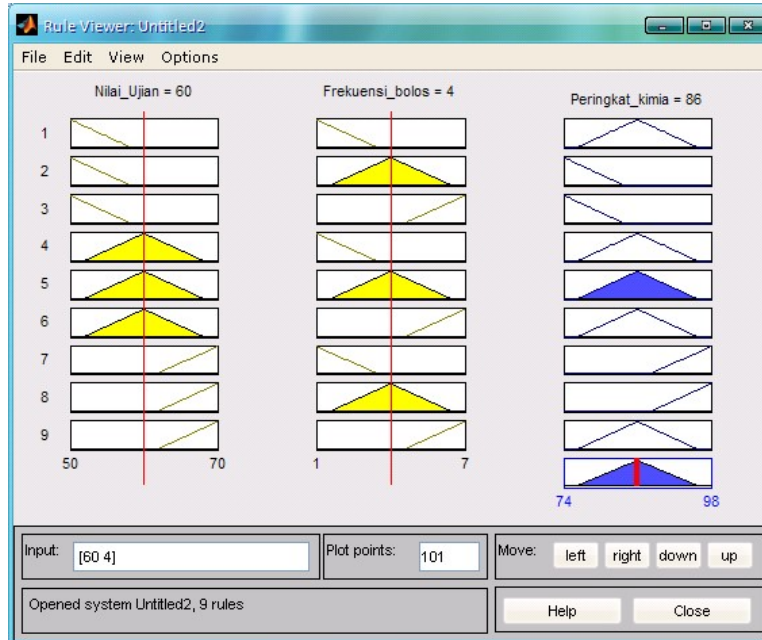 Rule Viewer: Untitled2
File Edit View Options
Nilai_Ujian = 60 Frekuensi_bolos = 4 Peringkat_kimia = 86
1
2
3
4
5
6
7
8
9
50 70 1 7
74 98
Input: [60 4] Plot points: 101 Move: left right down up
Opened system Untitled2, 9 rules Help Close